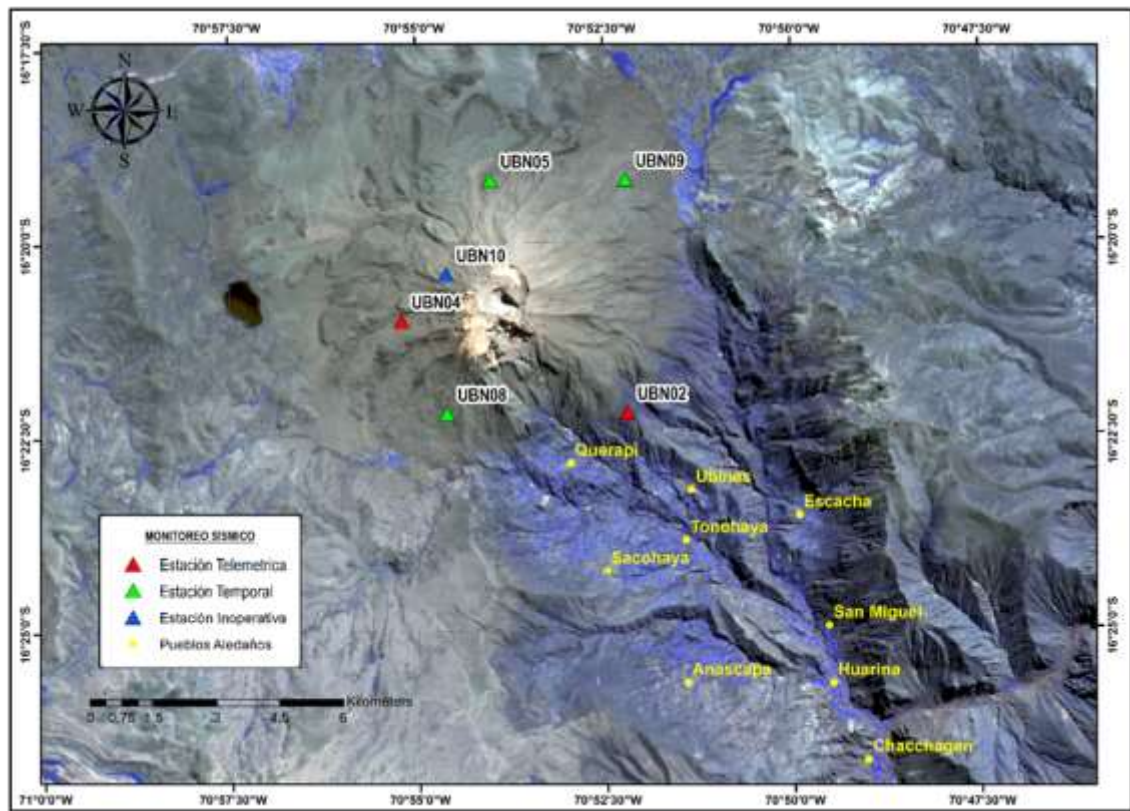 70°57'30"W 70°55'0"W 70°52'30"W 70°50'0"W 70°47'30"W
16°17'30"S
N
W E
S
UBN05
UBN09
16°20'0"S 16°20'0"S
UBN10
UBN04
UBN08
UBN02
16°22'30"S 16°22'30"S
Querapi
Ubinas
Escacha
Tonohaya
Sacohaya
MONITOREO SÍSMICO
Estación Telemetrica
Estación Temporal
Estación Inoperativa
Pueblos Aledaños
San Miguel
16°25'0"S 16°25'0"S
Anascapa
Huarina
Kilometers
0 0,75 1,5 3 4,5 6
Chacchagen
71°0'0"W 70°57'30"W 70°55'0"W 70°52'30"W 70°50'0"W 70°47'30"W